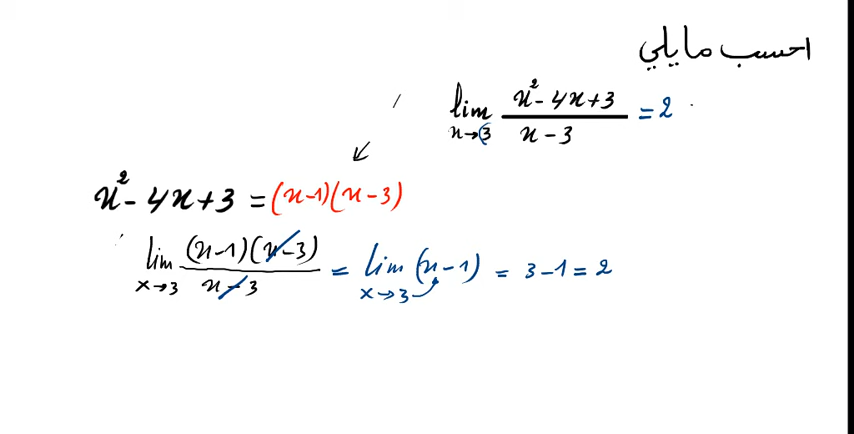 احسب مايلي
lim x→3 (x² - 4x + 3)/(x - 3) = 2
x² - 4x + 3 = (x-1)(x-3)
lim x→3 (x-1)(x-3)/(x-3) = lim x→3 (x-1) = 3-1 = 2